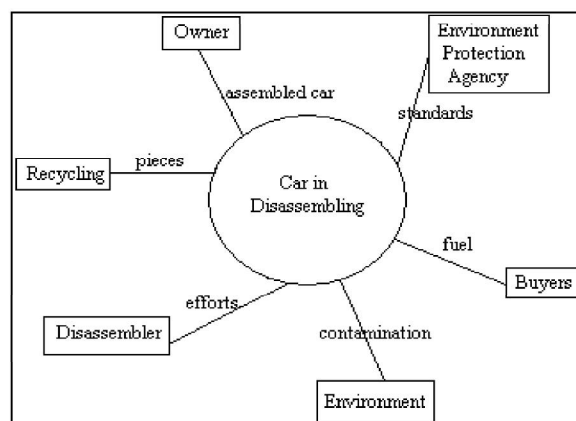 Owner
Environment
Protection
Agency
assembled car
standards
Recycling
pieces
Car in
Disassembling
fuel
Buyers
efforts
Disassembler
contamination
Environment